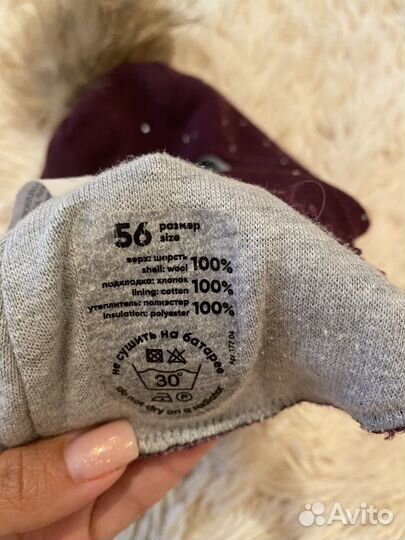 56 размер
size
верх: шерсть
shell: wool 100%
подкладка: хлопок
lining: cotton 100%
утеплитель: полиэстер
insulation: polyester 100%
не сушить на батарее
30°
P
do not dry on a radiator
Avito